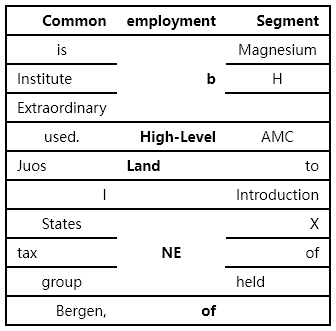 Common employment Segment
is Magnesium
Institute b H
Extraordinary
used. High-Level AMC
Juos Land to
I Introduction
States X
tax NE of
group held
Bergen, of